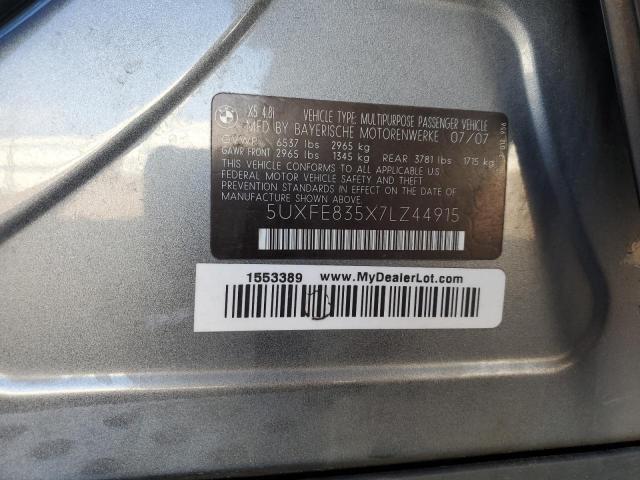 X5 4.8i
VEHICLE TYPE: MULTIPURPOSE PASSENGER VEHICLE
MFD BY BAYERISCHE MOTORENWERKE 07/07
GVWR 6537 lbs 2965 kg
GAWR FRONT 2965 lbs 1345 kg REAR 3781 lbs 1715 kg
THIS VEHICLE CONFORMS TO ALL APPLICABLE U.S.
FEDERAL MOTOR VEHICLE SAFETY AND THEFT
PREVENTION STANDARDS IN EFFECT ON THE DATE OF
MANUFACTURE SHOWN ABOVE.
5UXFE835X7LZ44915
1553389 www.MyDealerLot.com